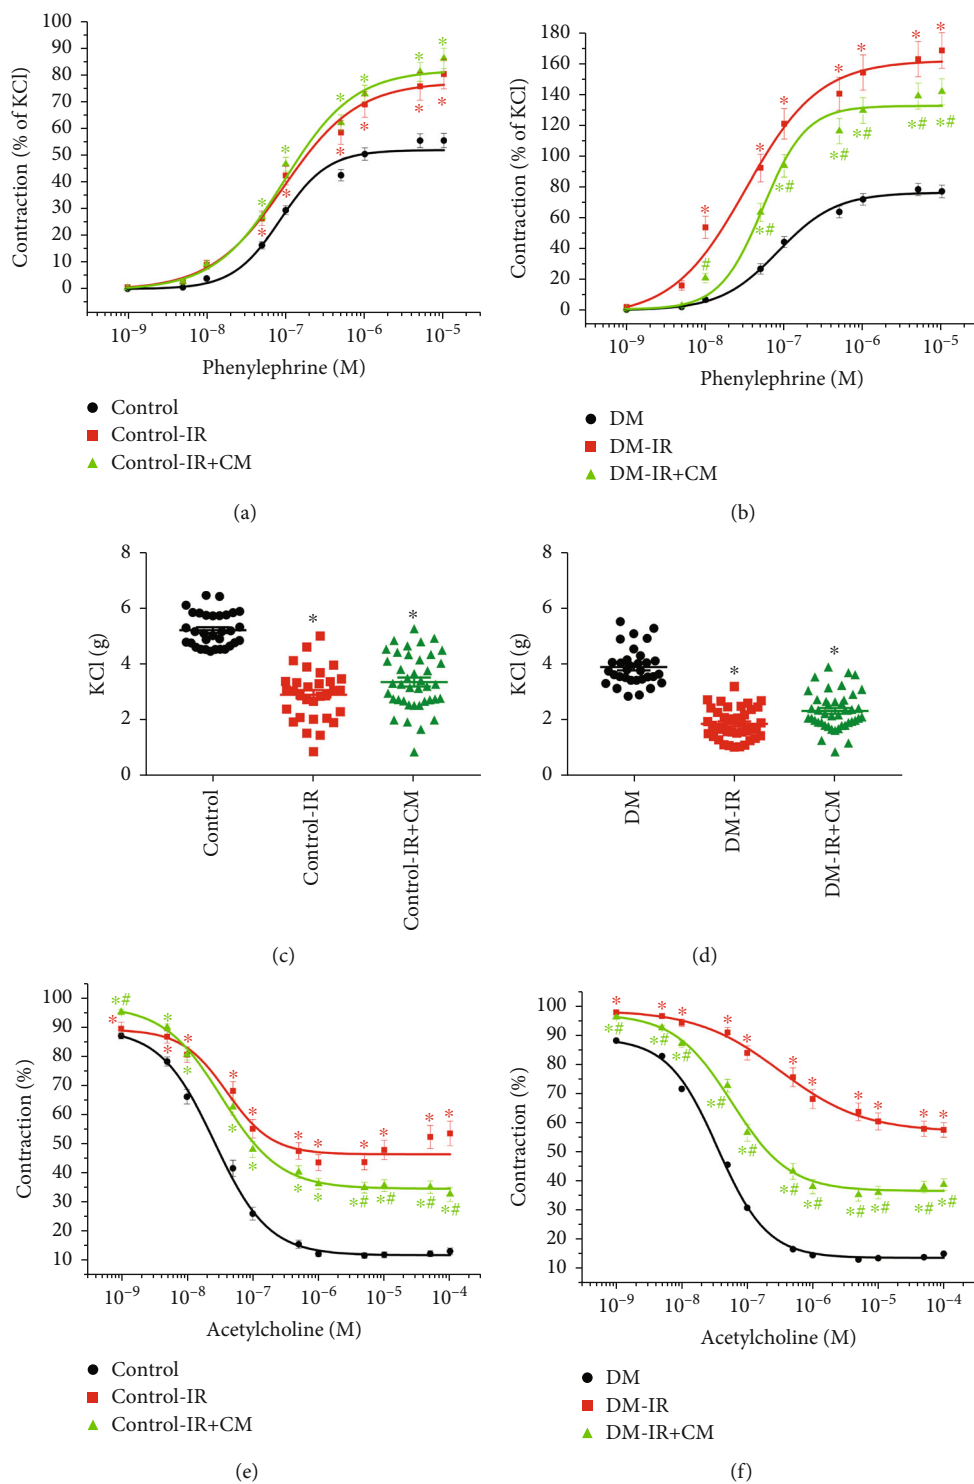 100
90
80
70
60
50
40
30
20
10
0
Contraction (% of KCl)
10⁻⁹ 10⁻⁸ 10⁻⁷ 10⁻⁶ 10⁻⁵
Phenylephrine (M)
Control
Control-IR
Control-IR+CM
(a)
180
160
140
120
100
80
60
40
20
0
Contraction (% of KCl)
*#
#
10⁻⁹ 10⁻⁸ 10⁻⁷ 10⁻⁶ 10⁻⁵
Phenylephrine (M)
DM
DM-IR
DM-IR+CM
(b)
8
6
4
2
0
KCl (g)
* *
Control
Control-IR
Control-IR+CM
(c)
8
6
4
2
0
KCl (g)
* *
DM
DM-IR
DM-IR+CM
(d)
100
90
80
70
60
50
40
30
20
10
Contraction (%)
*#
10⁻⁹ 10⁻⁸ 10⁻⁷ 10⁻⁶ 10⁻⁵ 10⁻⁴
Acetylcholine (M)
Control
Control-IR
Control-IR+CM
(e)
100
90
80
70
60
50
40
30
20
10
Contraction (%)
*#
10⁻⁹ 10⁻⁸ 10⁻⁷ 10⁻⁶ 10⁻⁵ 10⁻⁴
Acetylcholine (M)
DM
DM-IR
DM-IR+CM
(f)